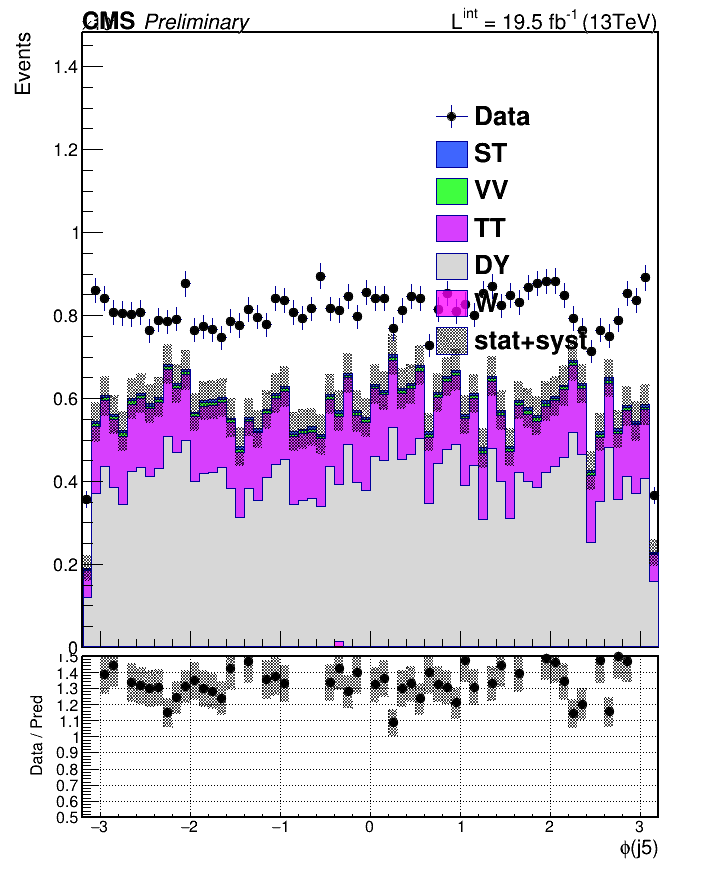 CMS Preliminary
L^int = 19.5 fb^-1 (13TeV)
Events
1.4
1.2
1
0.8
0.6
0.4
0.2
0
Data
ST
VV
TT
DY
W
stat+syst
Data / Pred
1.5
1.4
1.3
1.2
1.1
1
0.9
0.8
0.7
0.6
0.5
−3 −2 −1 0 1 2 3
ϕ(j5)